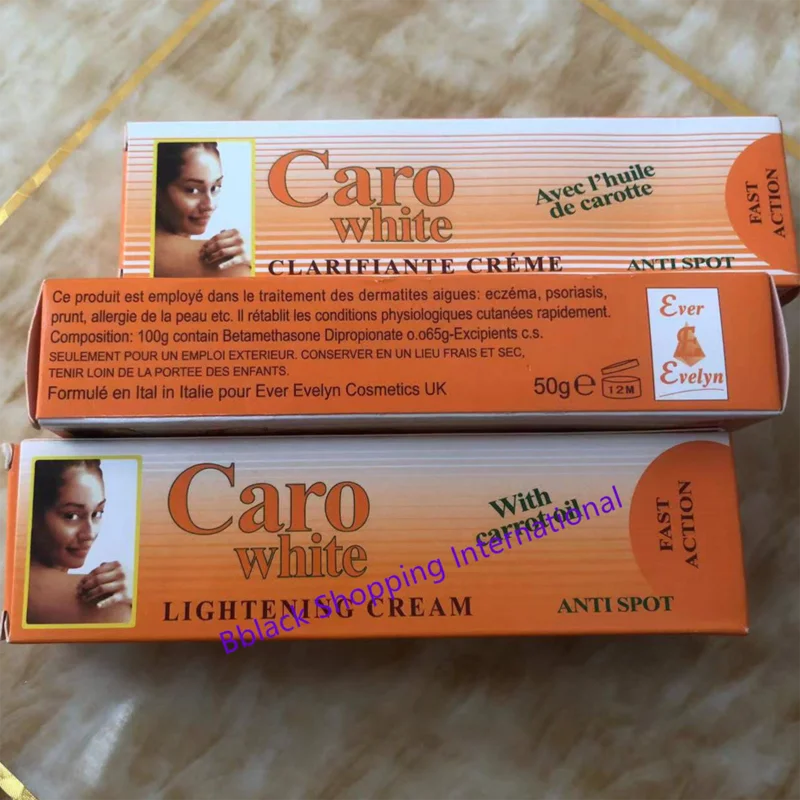 Caro
white
CLARIFIANTE CRÉME
Avec l'huile
de carotte
ANTI SPOT
FAST
ACTION
Ce produit est employé dans le traitement des dermatites aigues: eczéma, psoriasis,
prunt, allergie de la peau etc. Il rétablit les conditions physiologiques cutanées rapidement.
Composition: 100g contain Betamethasone Dipropionate o.o65g-Excipients c.s.
SEULEMENT POUR UN EMPLOI EXTERIEUR. CONSERVER EN UN LIEU FRAIS ET SEC,
TENIR LOIN DE LA PORTEE DES ENFANTS.
Formulé en Ital in Italie pour Ever Evelyn Cosmetics UK
50g e
12M
Ever
Evelyn
Caro
white
LIGHTENING CREAM
With
carrot oil
ANTI SPOT
FAST
ACTION
Bblack Shopping International